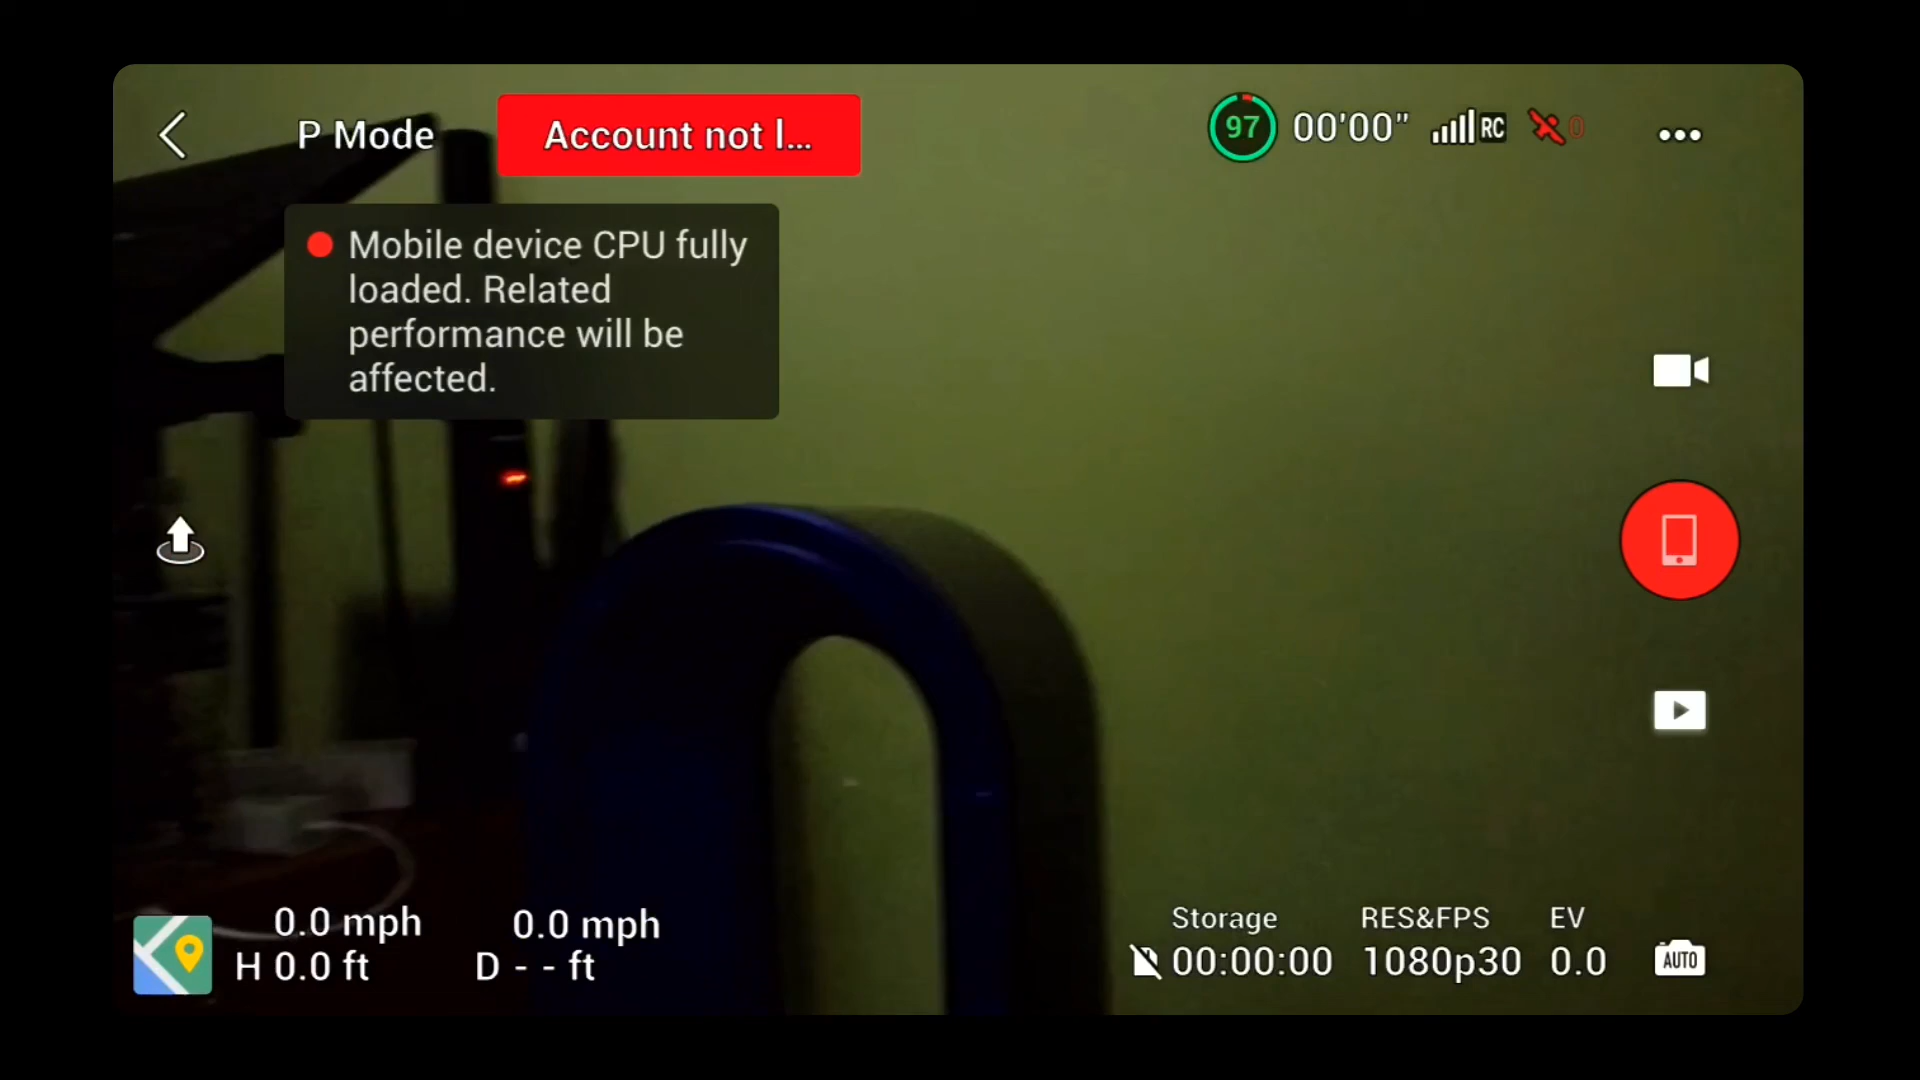 P Mode
Account not l...
97
00'00"
RC
0
Mobile device CPU fully
loaded. Related
performance will be
affected.
0.0 mph
0.0 mph
H 0.0 ft
D - - ft
Storage
RES&FPS
EV
00:00:00
1080p30
0.0
AUTO